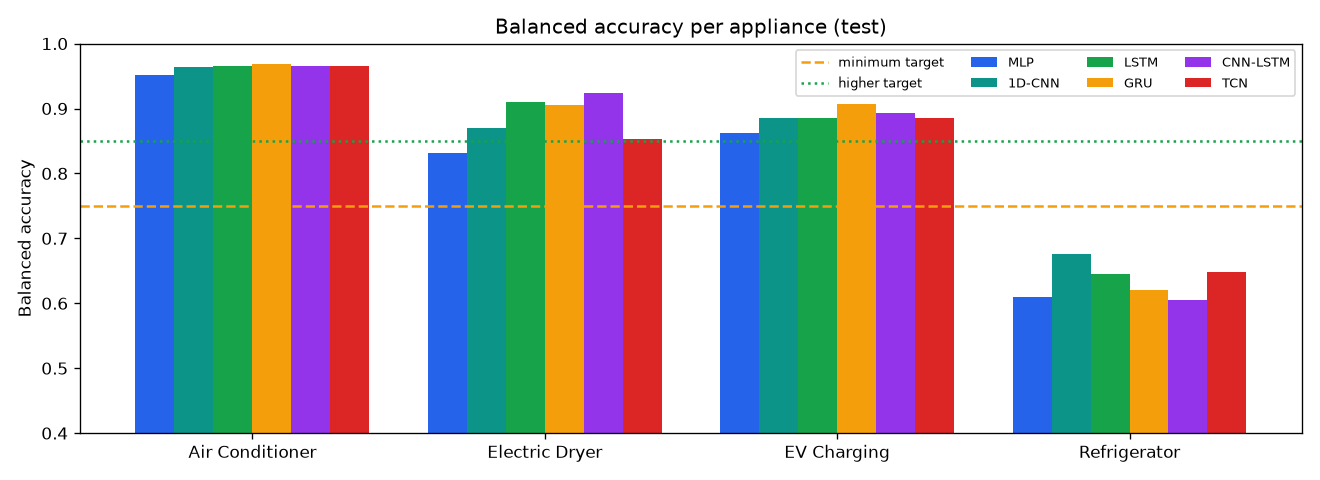 Balanced accuracy per appliance (test)
minimum target
higher target
MLP
1D-CNN
LSTM
GRU
CNN-LSTM
TCN
Balanced accuracy
1.0
0.9
0.8
0.7
0.6
0.5
0.4
Air Conditioner
Electric Dryer
EV Charging
Refrigerator